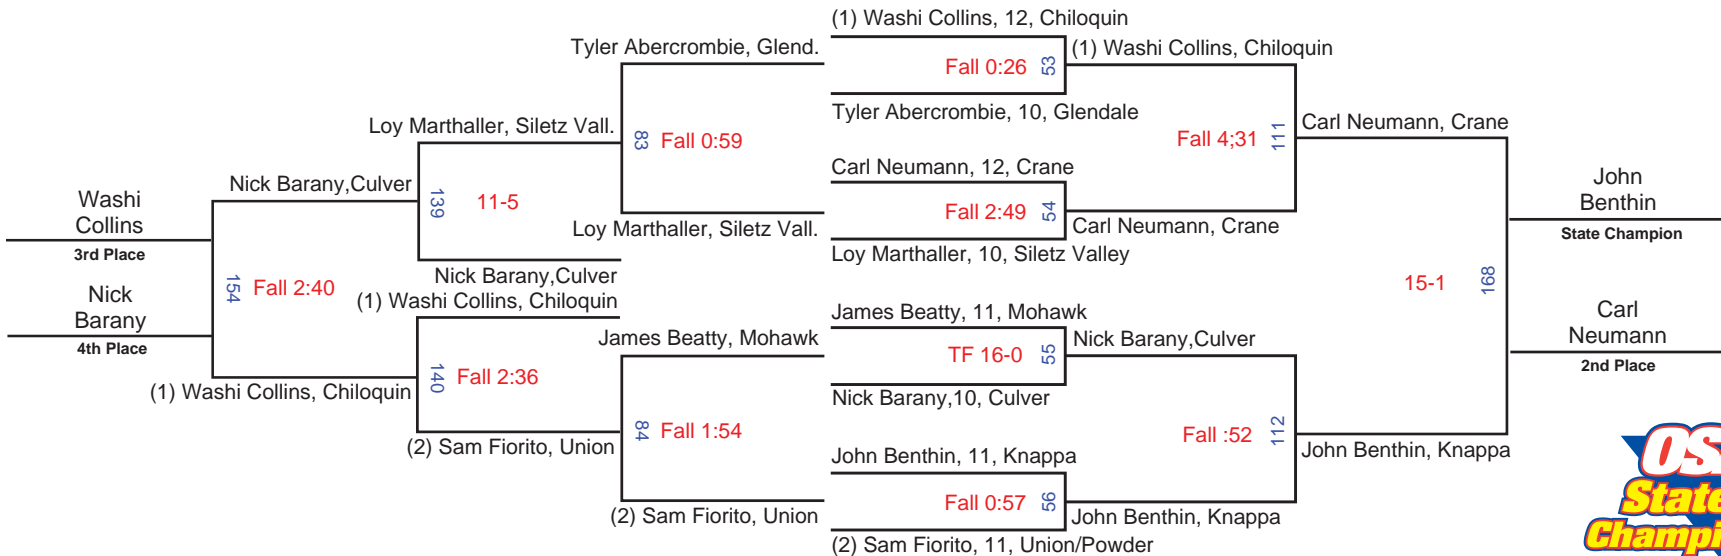 (1) Washi Collins, 12, Chiloquin
Tyler Abercrombie, Glend.
Fall 0:26 53
(1) Washi Collins, Chiloquin
Tyler Abercrombie, 10, Glendale
Loy Marthaller, Siletz Vall.
83 Fall 0:59
Fall 4;31 111
Carl Neumann, Crane
Carl Neumann, 12, Crane
Nick Barany,Culver
139 11-5
Fall 2:49 54
Washi
Collins
3rd Place
John
Benthin
State Champion
Loy Marthaller, Siletz Vall.
Carl Neumann, Crane
Loy Marthaller, 10, Siletz Valley
Nick Barany,Culver
154 Fall 2:40
15-1 168
Nick
Barany
4th Place
(1) Washi Collins, Chiloquin
James Beatty, 11, Mohawk
Carl
Neumann
2nd Place
James Beatty, Mohawk
TF 16-0 55
Nick Barany,Culver
140 Fall 2:36
(1) Washi Collins, Chiloquin
Nick Barany,10, Culver
84 Fall 1:54
Fall :52 112
(2) Sam Fiorito, Union
John Benthin, 11, Knappa
John Benthin, Knappa
Fall 0:57 56
(2) Sam Fiorito, Union
John Benthin, Knappa
(2) Sam Fiorito, 11, Union/Powder
State